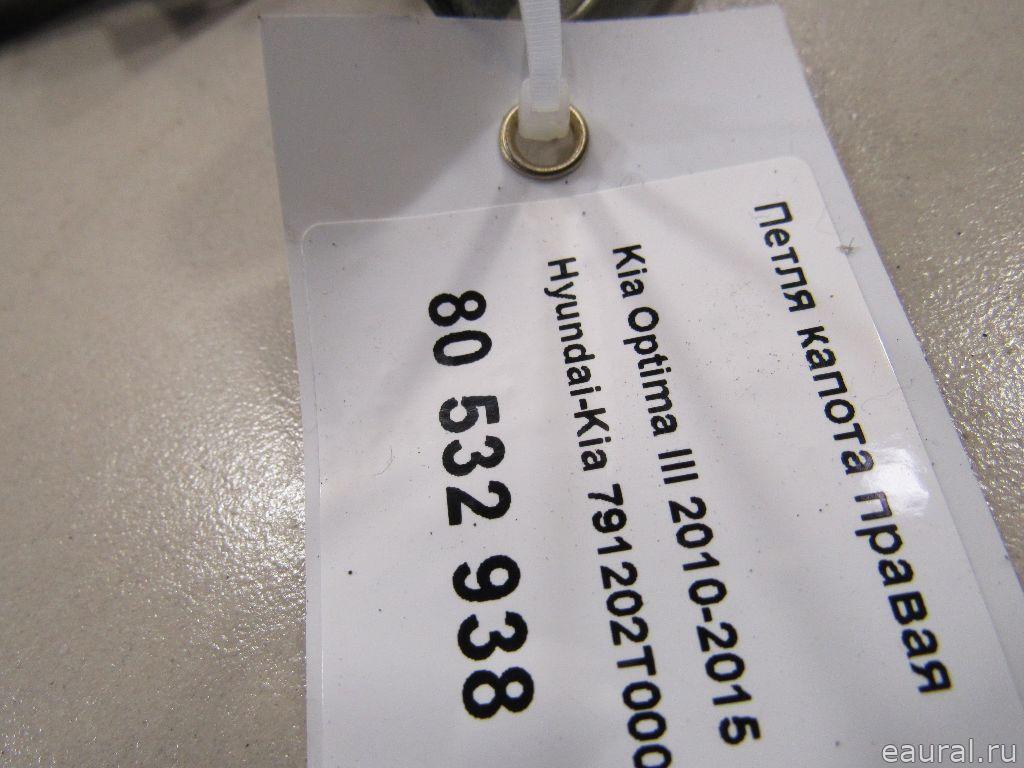 Петля капота правая
Kia Optima III 2010-2015
Hyundai-Kia 791202T000
80 532 938
eaural.ru